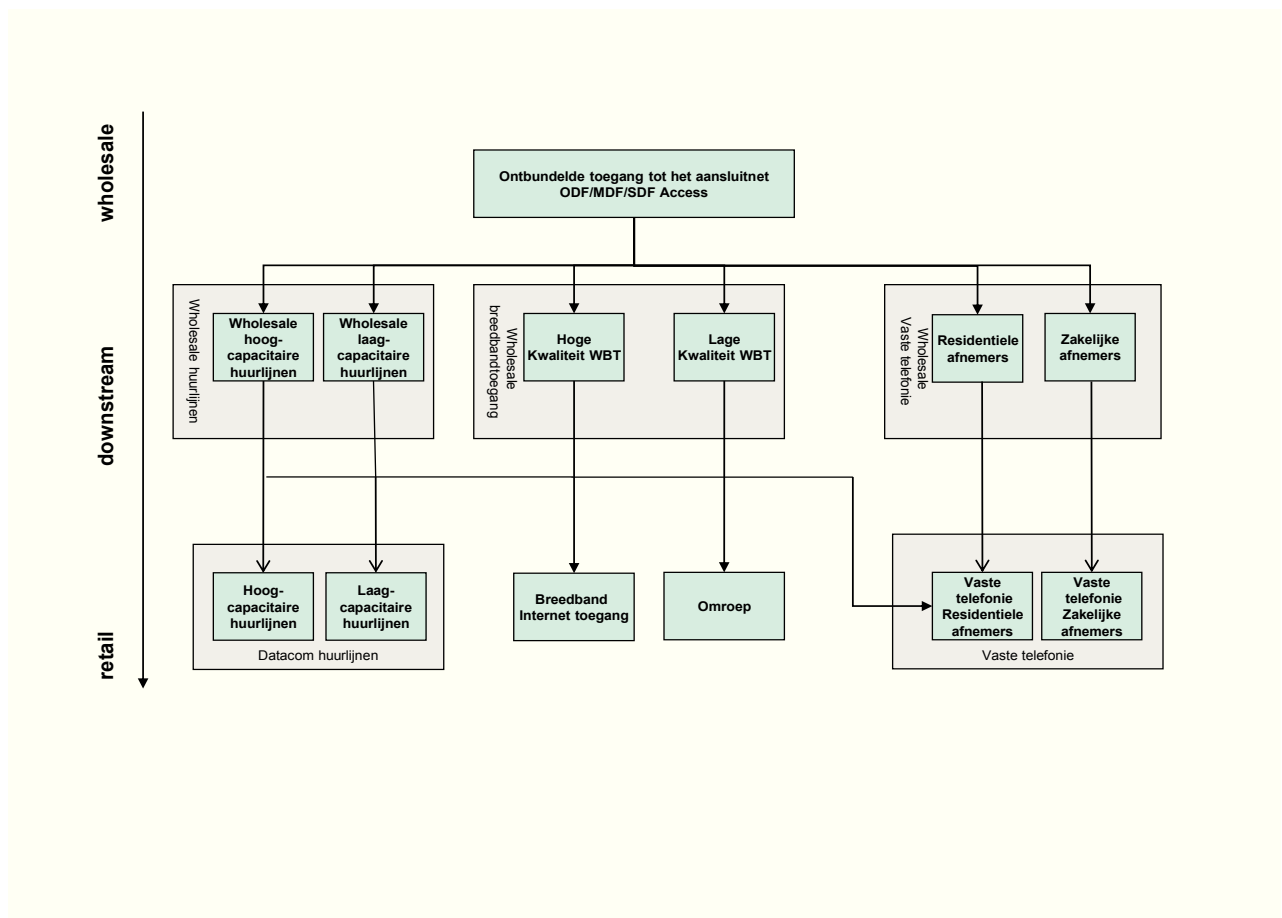 wholesale
downstream
retail
Ontbundelde toegang tot het aansluitnet
ODF/MDF/SDF Access
Wholesale huurlijnen
Wholesale
hoog-
capacitaire
huurlijnen
Wholesale
laag-
capacitaire
huurlijnen
Wholesale
breedbandtoegang
Hoge
Kwaliteit WBT
Lage
Kwaliteit WBT
Wholesale
Vaste telefonie
Residentiele
afnemers
Zakelijke
afnemers
Hoog-
capacitaire
huurlijnen
Laag-
capacitaire
huurlijnen
Datacom huurlijnen
Breedband
Internet toegang
Omroep
Vaste
telefonie
Residentiele
afnemers
Vaste
telefonie
Zakelijke
afnemers
Vaste telefonie